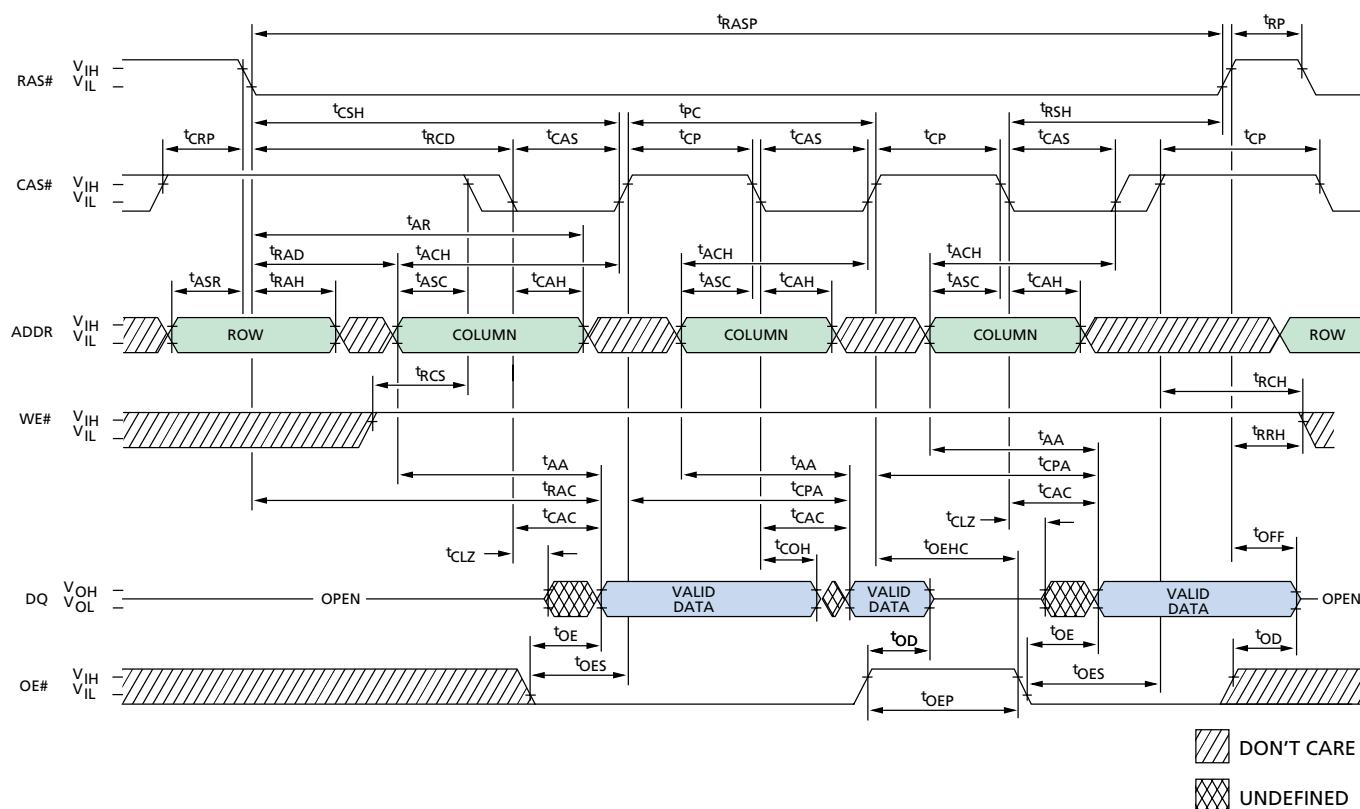 tRASP tRP
RAS# VIH
VIL
tCSH tPC tRSH
tCRP tRCD tCAS tCP tCAS tCP tCAS tCP
CAS# VIH
VIL
tAR
tRAD tACH tACH tACH
tASR tRAH tASC tCAH tASC tCAH tASC tCAH
ADDR VIH
VIL
ROW COLUMN COLUMN COLUMN ROW
tRCS tRCH
WE# VIH
VIL
tRRH
tAA tAA tAA
tRAC tCPA tCPA
tCAC tCAC tCAC
tCLZ tCOH tOEHC tCLZ tOFF
DQ VOH
VOL
OPEN VALID DATA VALID DATA VALID DATA OPEN
tOE tOD tOE tOD
tOES tOES
OE# VIH
VIL
tOEP
DON'T CARE
UNDEFINED